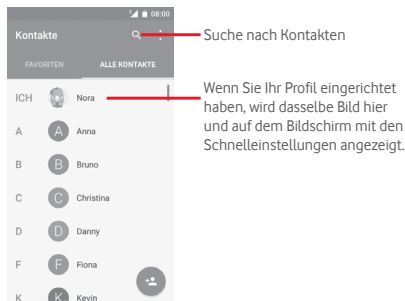 08:00
Kontakte
Suche nach Kontakten
FAVORITEN ALLE KONTAKTE
ICH Nora
Wenn Sie Ihr Profil eingerichtet
haben, wird dasselbe Bild hier
und auf dem Bildschirm mit den
Schnelleinstellungen angezeigt.
A A Anna
B B Bruno
C C Christina
D D Danny
F F Fiona
K K Kevin